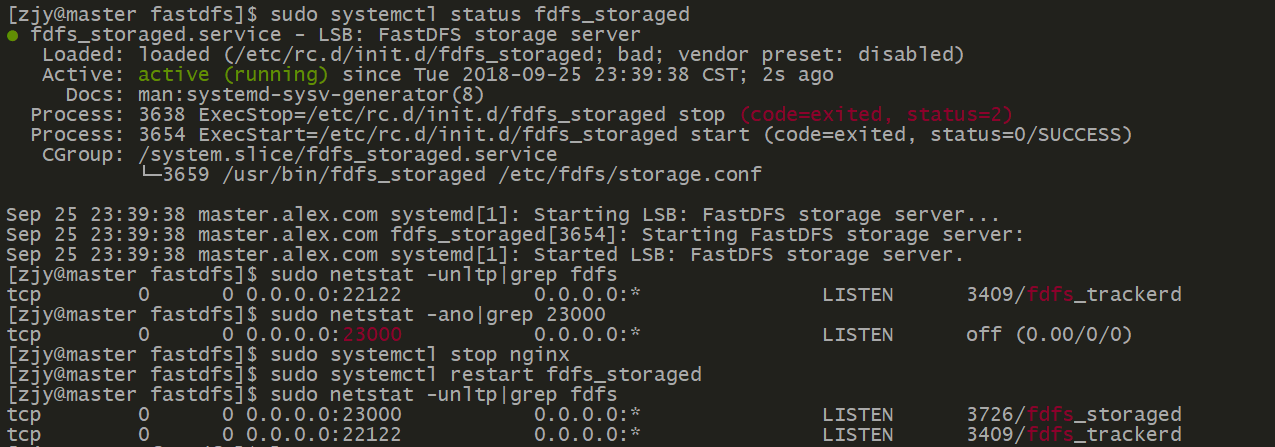 [zjy@master fastdfs]$ sudo systemctl status fdfs_storaged
● fdfs_storaged.service - LSB: FastDFS storage server
   Loaded: loaded (/etc/rc.d/init.d/fdfs_storaged; bad; vendor preset: disabled)
   Active: active (running) since Tue 2018-09-25 23:39:38 CST; 2s ago
     Docs: man:systemd-sysv-generator(8)
  Process: 3638 ExecStop=/etc/rc.d/init.d/fdfs_storaged stop (code=exited, status=2)
  Process: 3654 ExecStart=/etc/rc.d/init.d/fdfs_storaged start (code=exited, status=0/SUCCESS)
   CGroup: /system.slice/fdfs_storaged.service
           └─3659 /usr/bin/fdfs_storaged /etc/fdfs/storage.conf

Sep 25 23:39:38 master.alex.com systemd[1]: Starting LSB: FastDFS storage server...
Sep 25 23:39:38 master.alex.com fdfs_storaged[3654]: Starting FastDFS storage server:
Sep 25 23:39:38 master.alex.com systemd[1]: Started LSB: FastDFS storage server.
[zjy@master fastdfs]$ sudo netstat -unltp|grep fdfs
tcp        0      0 0.0.0.0:22122           0.0.0.0:*               LISTEN      3409/fdfs_trackerd
[zjy@master fastdfs]$ sudo netstat -ano|grep 23000
tcp        0      0 0.0.0.0:23000           0.0.0.0:*               LISTEN      off (0.00/0/0)
[zjy@master fastdfs]$ sudo systemctl stop nginx
[zjy@master fastdfs]$ sudo systemctl restart fdfs_storaged
[zjy@master fastdfs]$ sudo netstat -unltp|grep fdfs
tcp        0      0 0.0.0.0:23000           0.0.0.0:*               LISTEN      3726/fdfs_storaged
tcp        0      0 0.0.0.0:22122           0.0.0.0:*               LISTEN      3409/fdfs_trackerd